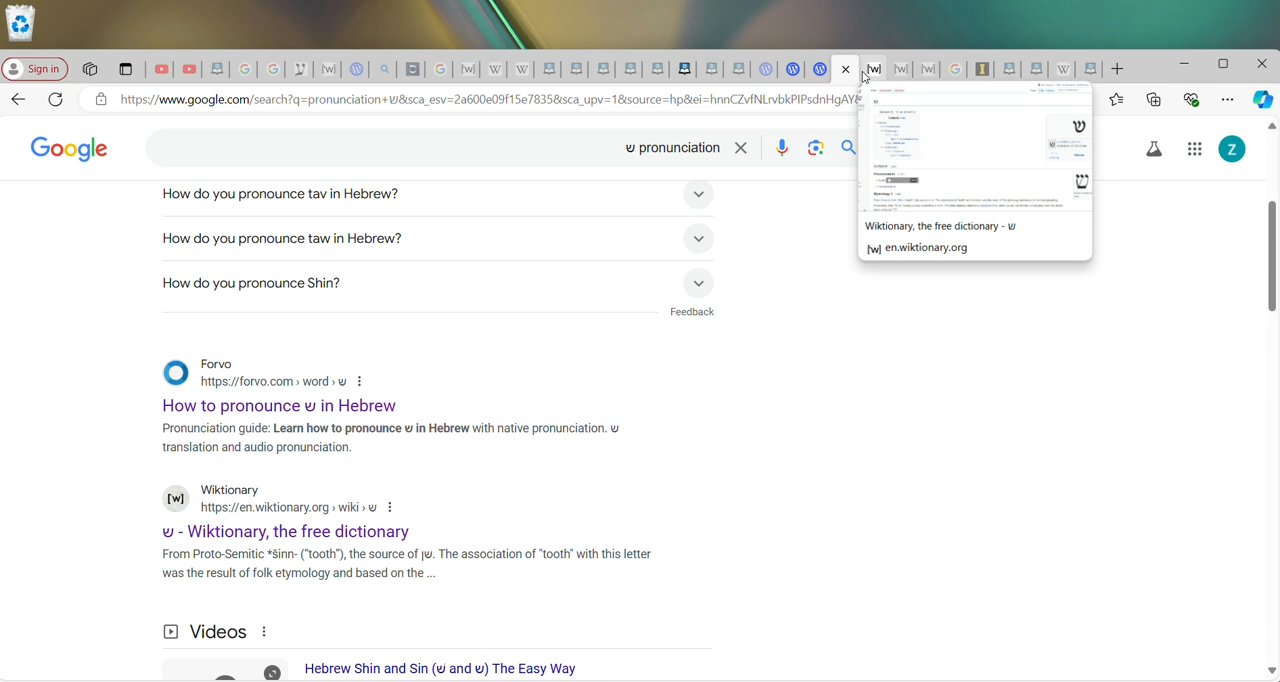 Sign in
https://www.google.com/search?q=pronunciation+ש&sca_esv=2a600e09f15e7835&sca_upv=1&source=hp&ei=hnnCZvfNLrvbkPIPsdnHgAY
Google
ש pronunciation
Z
How do you pronounce tav in Hebrew?
How do you pronounce taw in Hebrew?
How do you pronounce Shin?
Feedback
ש
Wiktionary, the free dictionary - ש
[w] en.wiktionary.org
Forvo
https://forvo.com › word › ש
How to pronounce ש in Hebrew
Pronunciation guide: Learn how to pronounce ש in Hebrew with native pronunciation. ש
translation and audio pronunciation.
[w]
Wiktionary
https://en.wiktionary.org › wiki › ש
ש - Wiktionary, the free dictionary
From Proto-Semitic *šinn- ("tooth"), the source of שן. The association of "tooth" with this letter
was the result of folk etymology and based on the ...
Videos
Hebrew Shin and Sin (ש and ש) The Easy Way